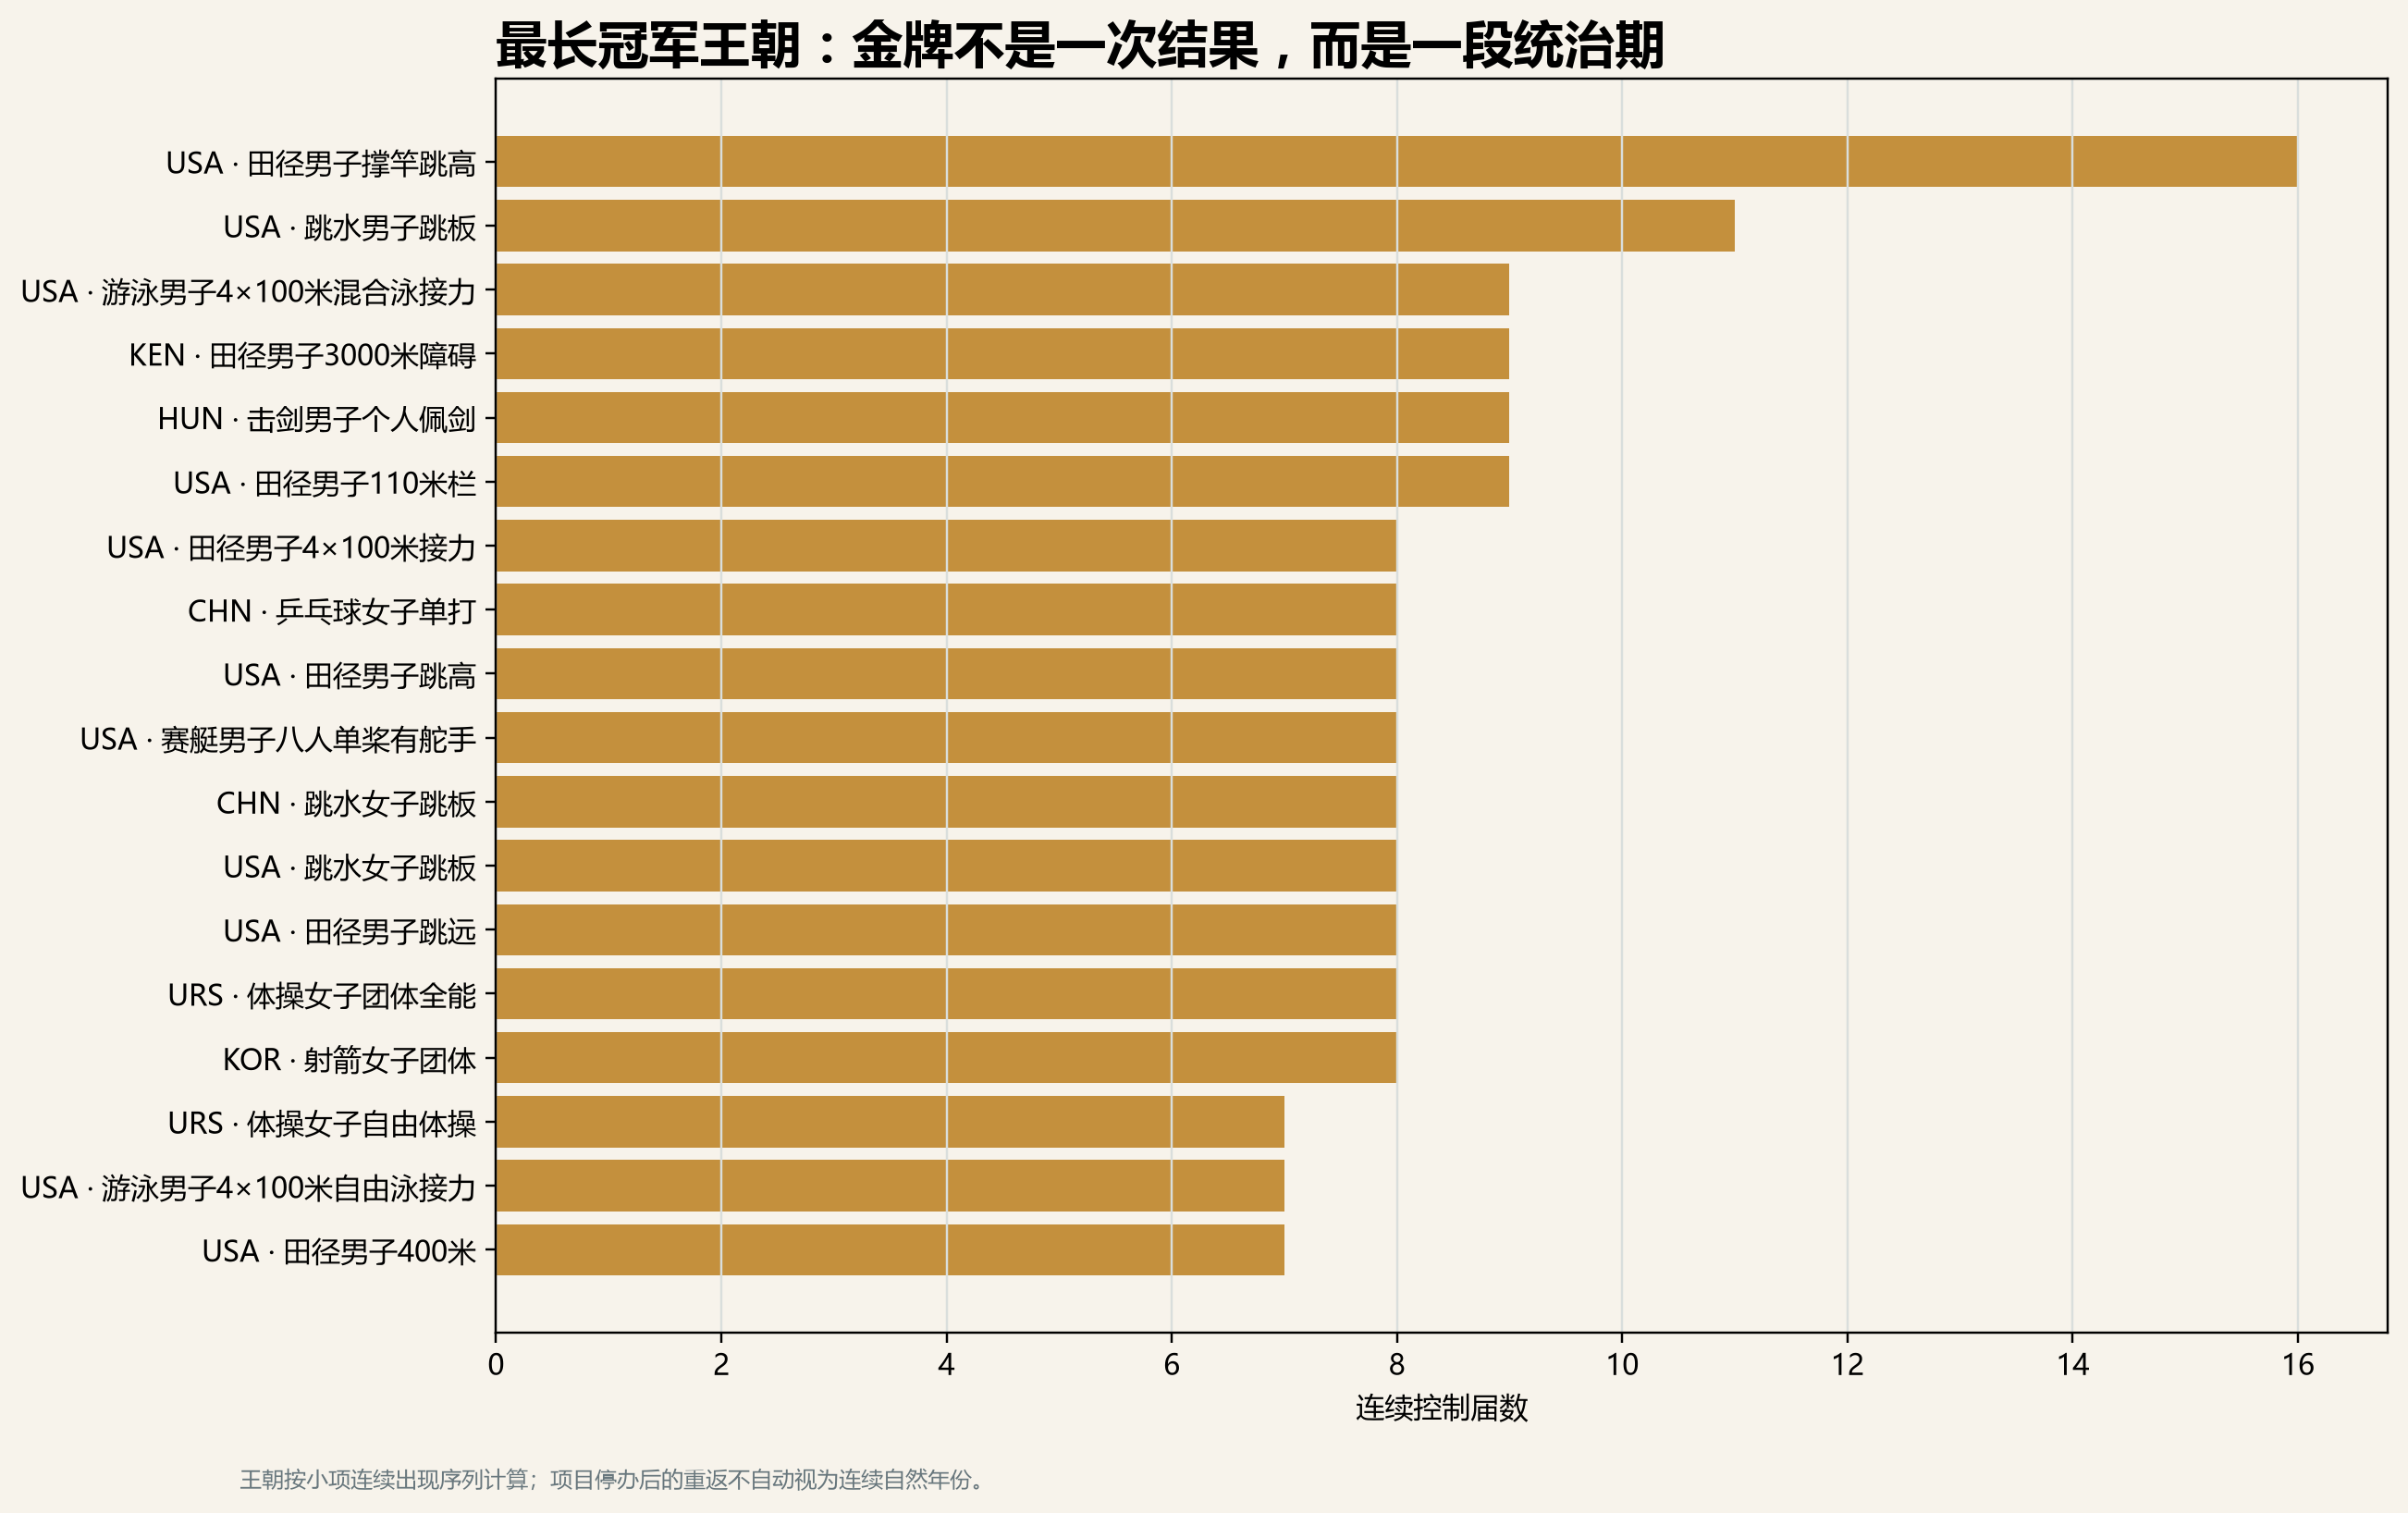 最长冠军王朝：金牌不是一次结果，而是一段统治期
USA · 田径男子撑竿跳高
USA · 跳水男子跳板
USA · 游泳男子4×100米混合泳接力
KEN · 田径男子3000米障碍
HUN · 击剑男子个人佩剑
USA · 田径男子110米栏
USA · 田径男子4×100米接力
CHN · 乒乓球女子单打
USA · 田径男子跳高
USA · 赛艇男子八人单桨有舵手
CHN · 跳水女子跳板
USA · 跳水女子跳板
USA · 田径男子跳远
URS · 体操女子团体全能
KOR · 射箭女子团体
URS · 体操女子自由体操
USA · 游泳男子4×100米自由泳接力
USA · 田径男子400米
0 2 4 6 8 10 12 14 16
连续控制届数
王朝按小项连续出现序列计算；项目停办后的重返不自动视为连续自然年份。